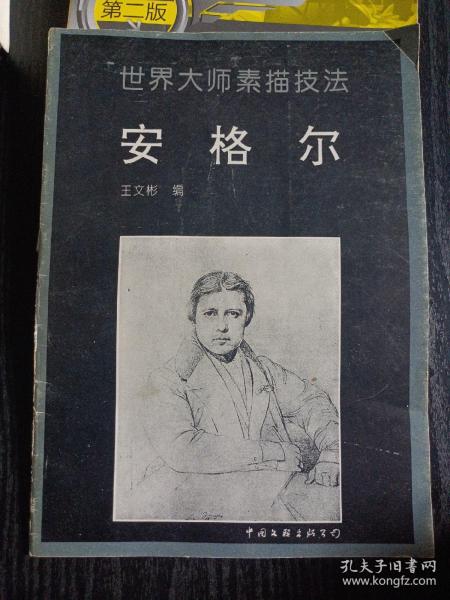 第二版
世界大师素描技法
安格尔
王文彬 编
中国文联出版公司
孔夫子旧书网
www.kongfz.com